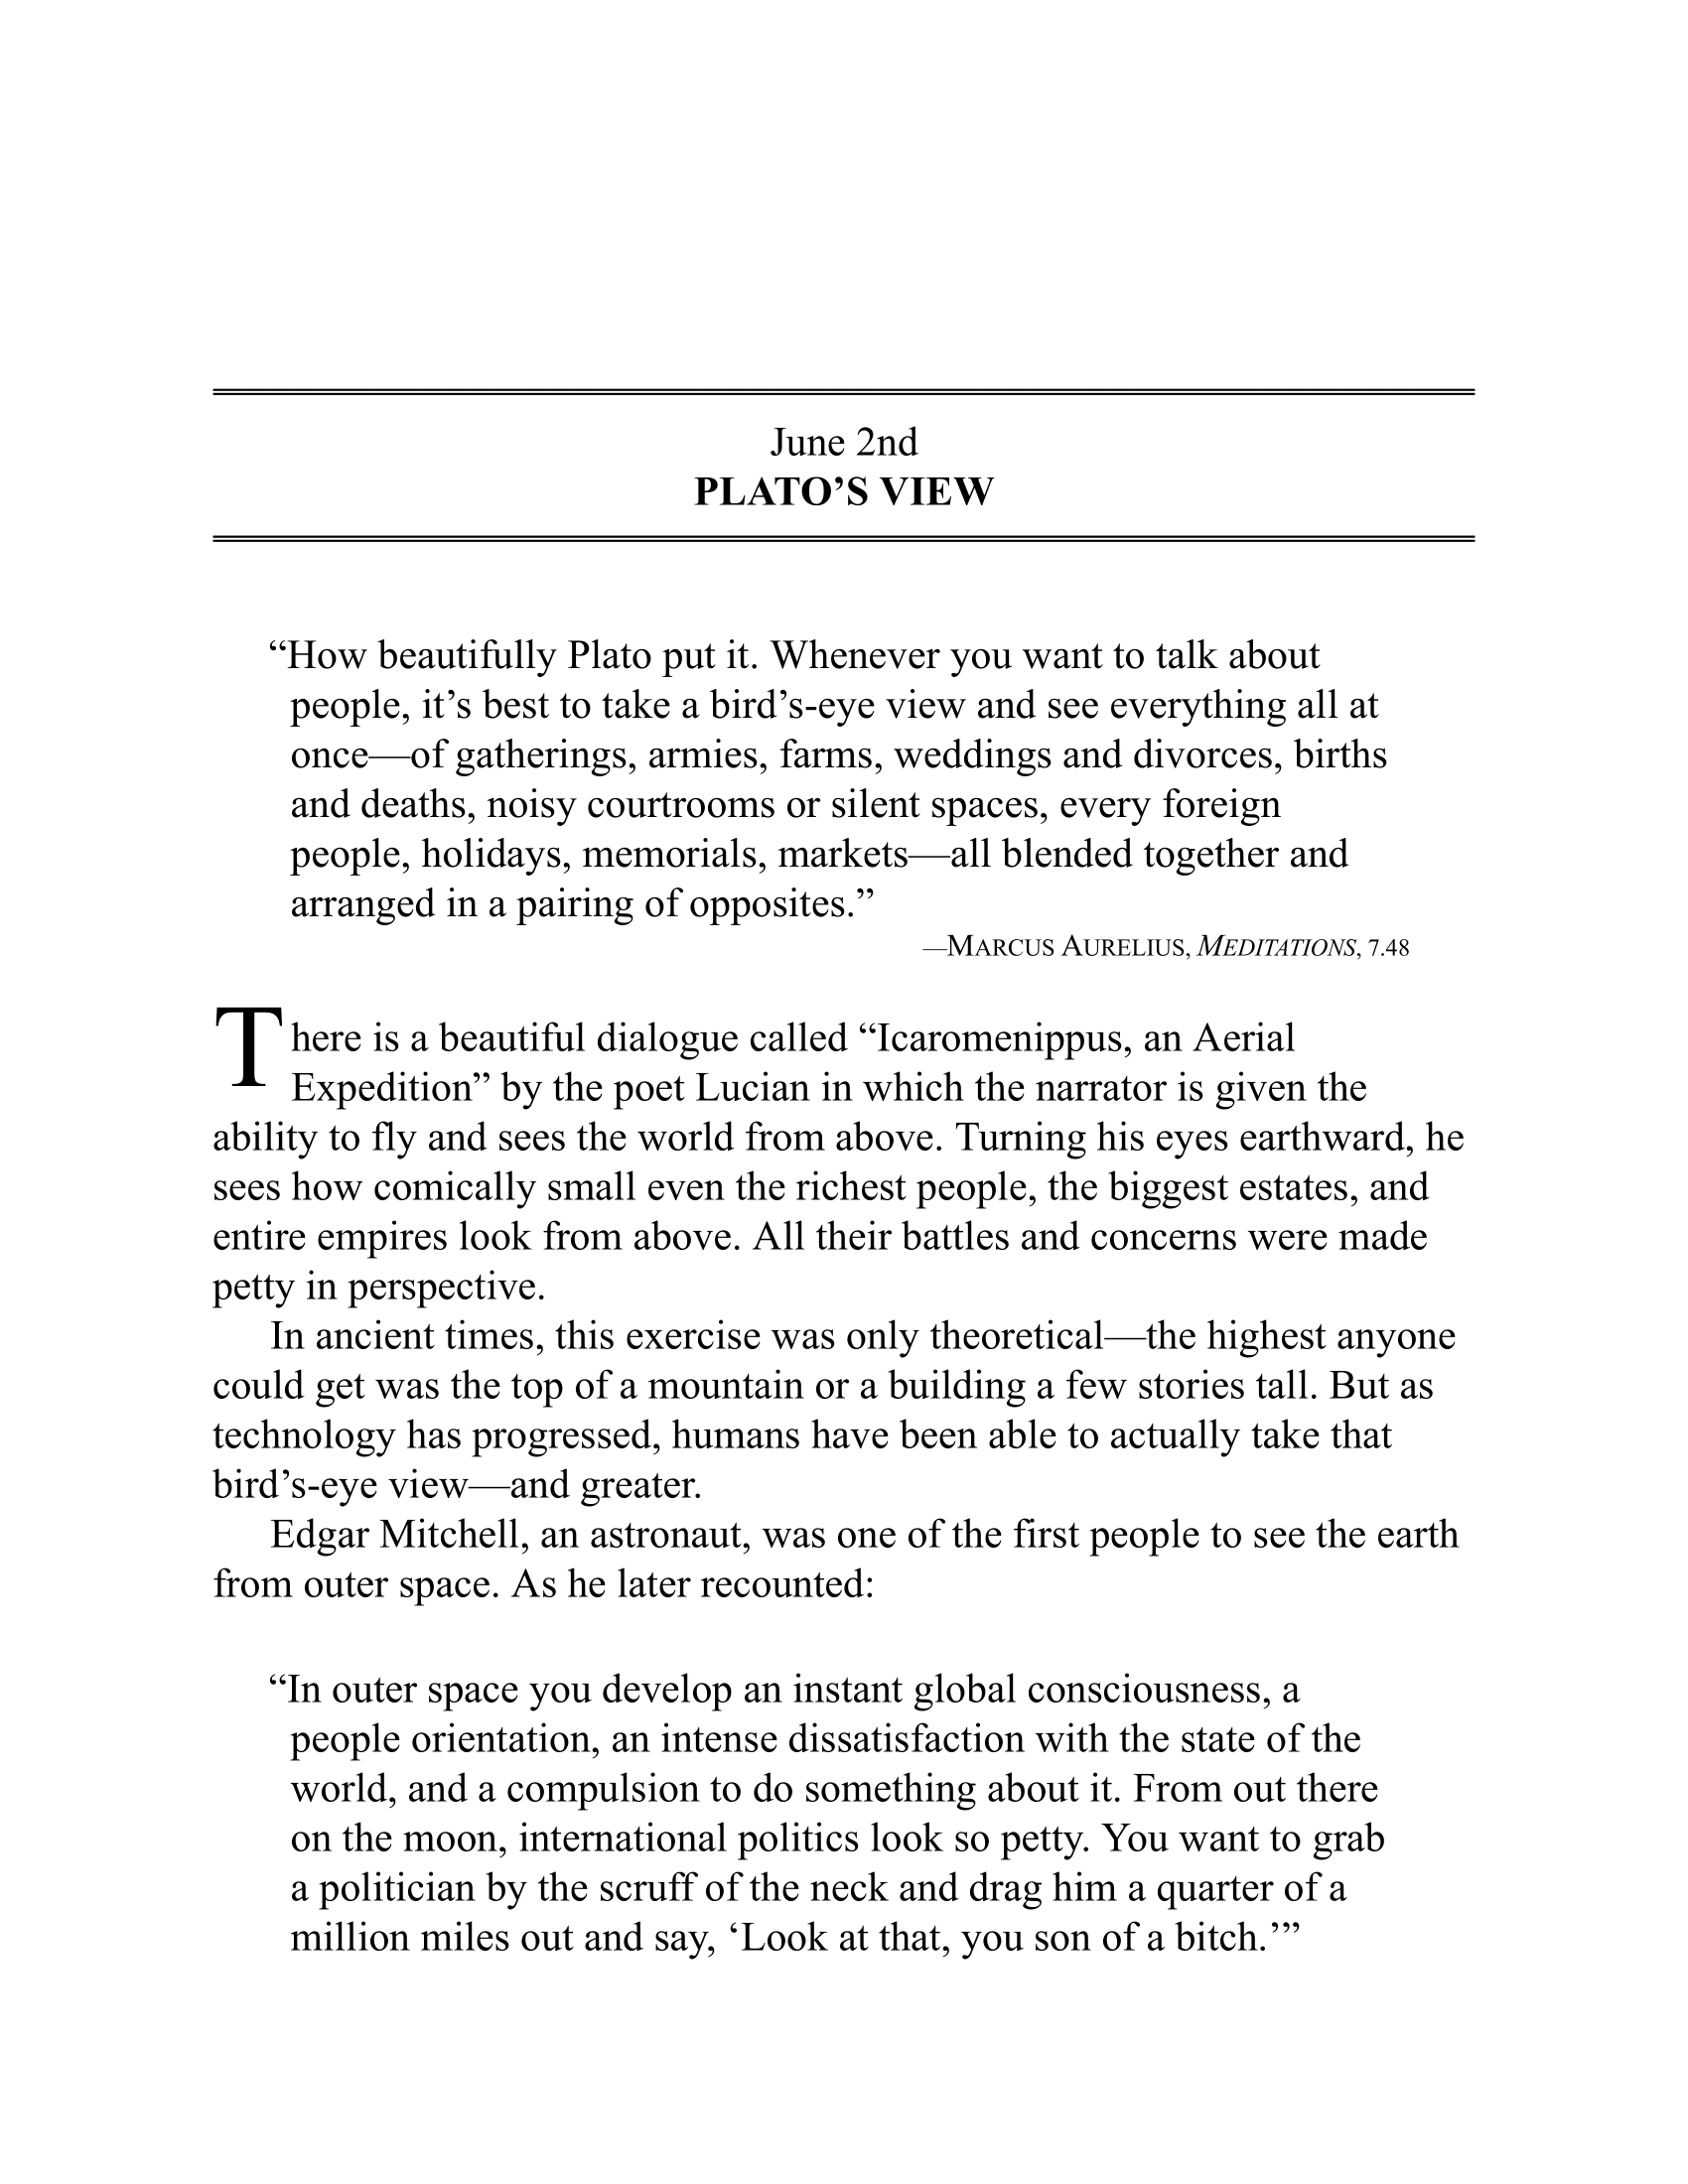 June 2nd
PLATO’S VIEW
“How beautifully Plato put it. Whenever you want to talk about
people, it’s best to take a bird’s-eye view and see everything all at
once—of gatherings, armies, farms, weddings and divorces, births
and deaths, noisy courtrooms or silent spaces, every foreign
people, holidays, memorials, markets—all blended together and
arranged in a pairing of opposites.”
—MARCUS AURELIUS, MEDITATIONS, 7.48
There is a beautiful dialogue called “Icaromenippus, an Aerial
Expedition” by the poet Lucian in which the narrator is given the
ability to fly and sees the world from above. Turning his eyes earthward, he
sees how comically small even the richest people, the biggest estates, and
entire empires look from above. All their battles and concerns were made
petty in perspective.
In ancient times, this exercise was only theoretical—the highest anyone
could get was the top of a mountain or a building a few stories tall. But as
technology has progressed, humans have been able to actually take that
bird’s-eye view—and greater.
Edgar Mitchell, an astronaut, was one of the first people to see the earth
from outer space. As he later recounted:
“In outer space you develop an instant global consciousness, a
people orientation, an intense dissatisfaction with the state of the
world, and a compulsion to do something about it. From out there
on the moon, international politics look so petty. You want to grab
a politician by the scruff of the neck and drag him a quarter of a
million miles out and say, ‘Look at that, you son of a bitch.’”